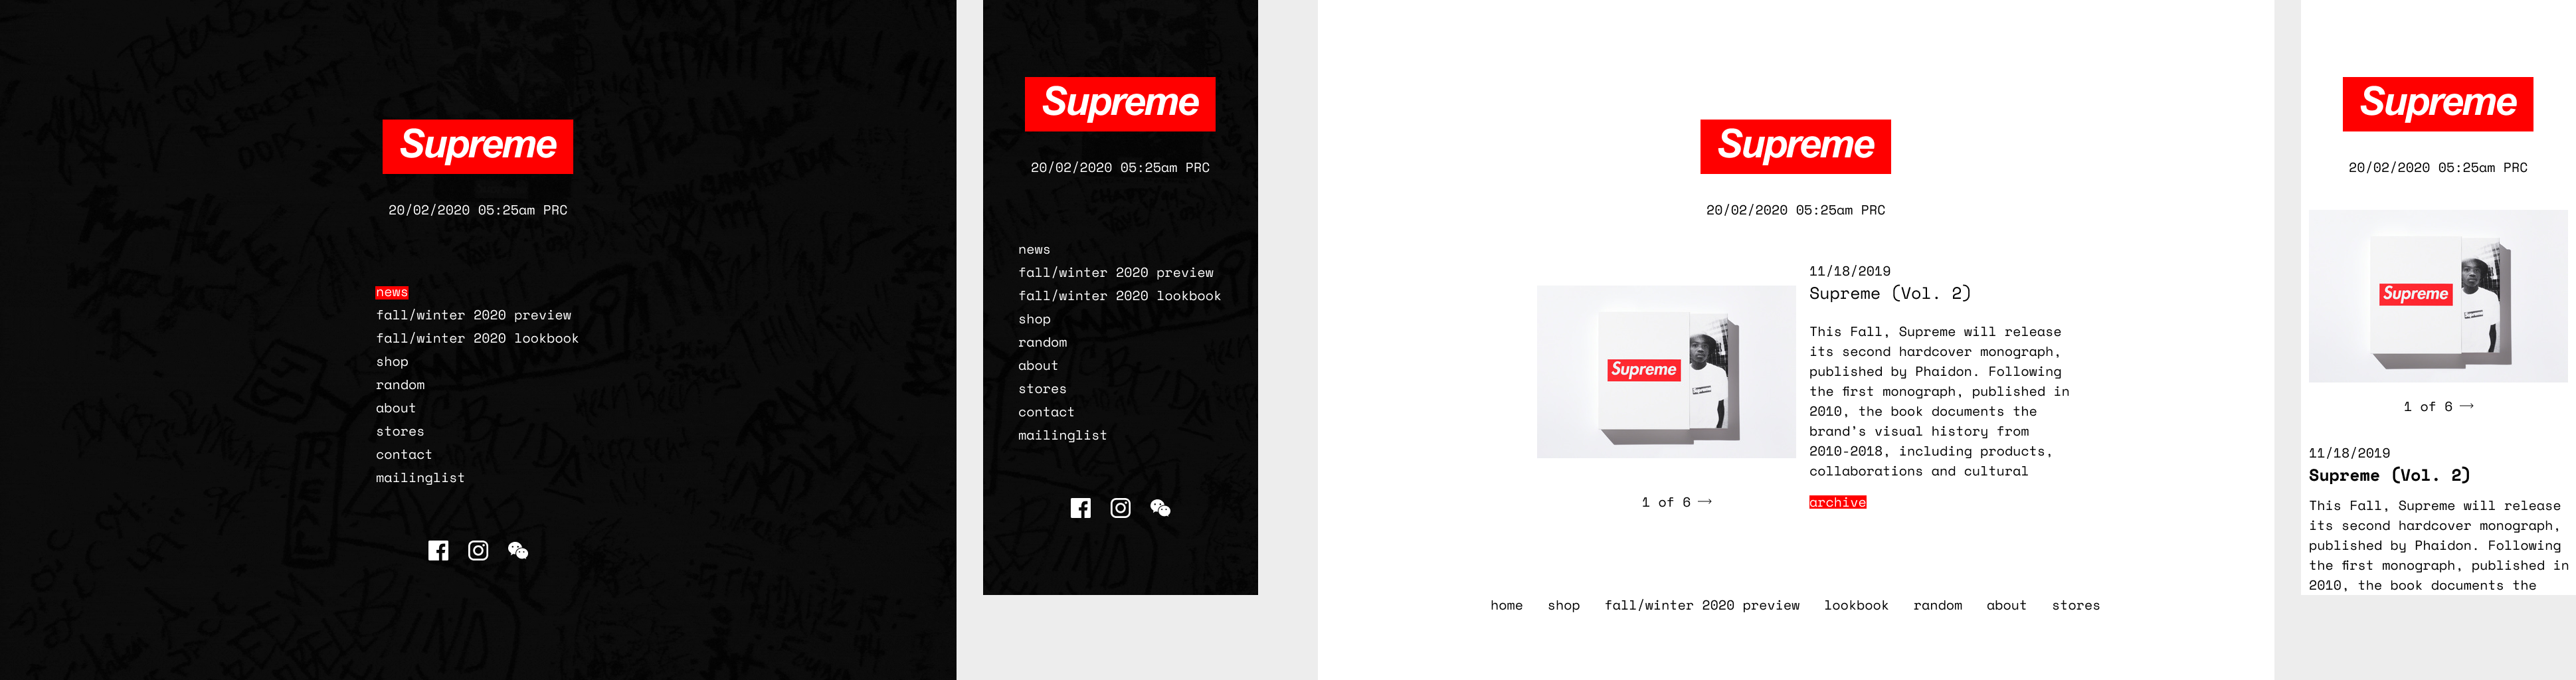 Supreme
20/02/2020 05:25am PRC
news
fall/winter 2020 preview
fall/winter 2020 lookbook
shop
random
about
stores
contact
mailinglist
Supreme
20/02/2020 05:25am PRC
news
fall/winter 2020 preview
fall/winter 2020 lookbook
shop
random
about
stores
contact
mailinglist
Supreme
20/02/2020 05:25am PRC
Supreme
1 of 6 →
11/18/2019
Supreme (Vol. 2)
This Fall, Supreme will release
its second hardcover monograph,
published by Phaidon. Following
the first monograph, published in
2010, the book documents the
brand's visual history from
2010-2018, including products,
collaborations and cultural
archive
home shop fall/winter 2020 preview lookbook random about stores
Supreme
20/02/2020 05:25am PRC
Supreme
1 of 6 →
11/18/2019
Supreme (Vol. 2)
This Fall, Supreme will release
its second hardcover monograph,
published by Phaidon. Following
the first monograph, published in
2010, the book documents the